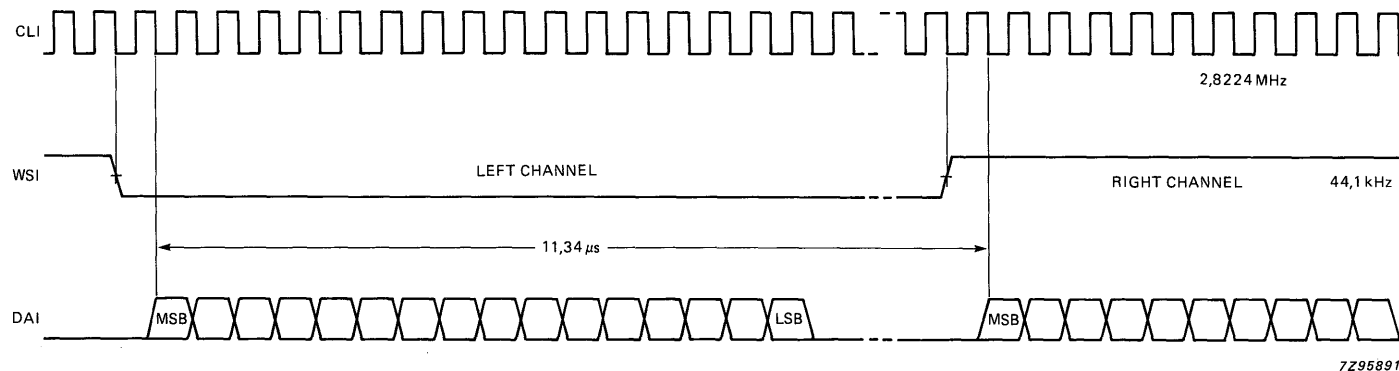 CLI
2,8224 MHz
WSI
LEFT CHANNEL
RIGHT CHANNEL
44,1 kHz
11,34 μs
DAI
MSB
LSB
MSB
7Z95891